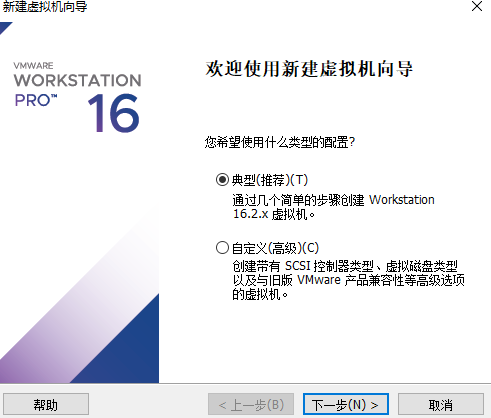 新建虚拟机向导
VMWARE
WORKSTATION
PRO™ 16
欢迎使用新建虚拟机向导
您希望使用什么类型的配置?
典型(推荐)(T)
通过几个简单的步骤创建 Workstation
16.2.x 虚拟机。
自定义(高级)(C)
创建带有 SCSI 控制器类型、虚拟磁盘类型
以及与旧版 VMware 产品兼容性等高级选项
的虚拟机。
帮助
< 上一步(B)
下一步(N) >
取消